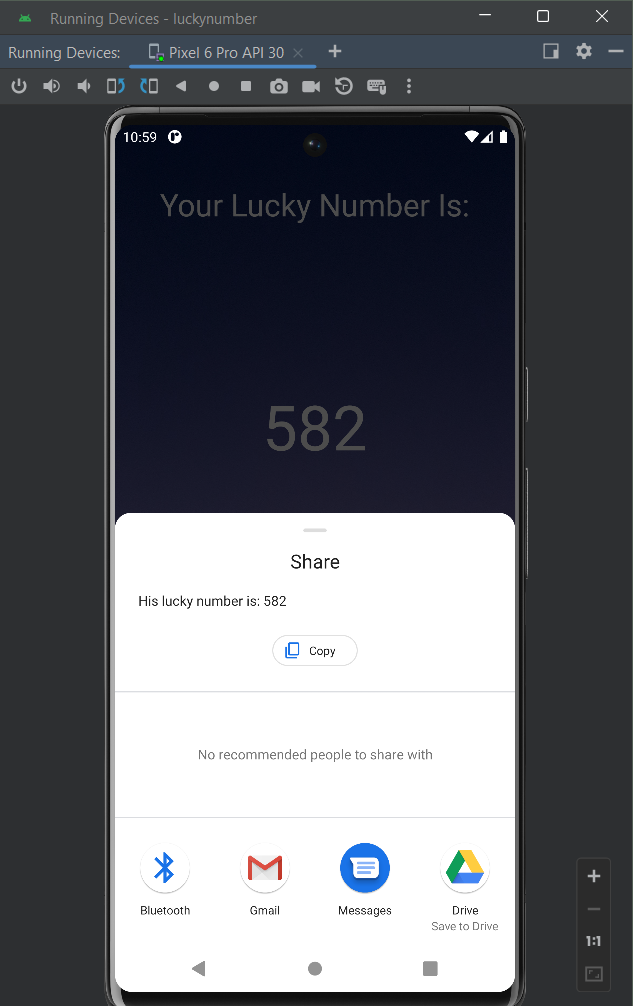 Running Devices - luckynumber
Running Devices: Pixel 6 Pro API 30
10:59
Your Lucky Number Is:
582
Share
His lucky number is: 582
Copy
No recommended people to share with
Bluetooth Gmail Messages Drive
Save to Drive
1:1